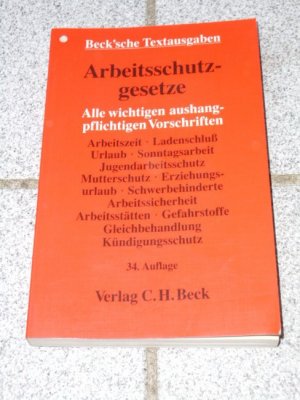 Beck'sche Textausgaben
Arbeitsschutz-
gesetze
Alle wichtigen aushang-
pflichtigen Vorschriften
Arbeitszeit · Ladenschluß
Urlaub · Sonntagsarbeit
Jugendarbeitsschutz
Mutterschutz · Erziehungs-
urlaub · Schwerbehinderte
Arbeitssicherheit
Arbeitsstätten · Gefahrstoffe
Gleichbehandlung
Kündigungsschutz
34. Auflage
Verlag C. H. Beck